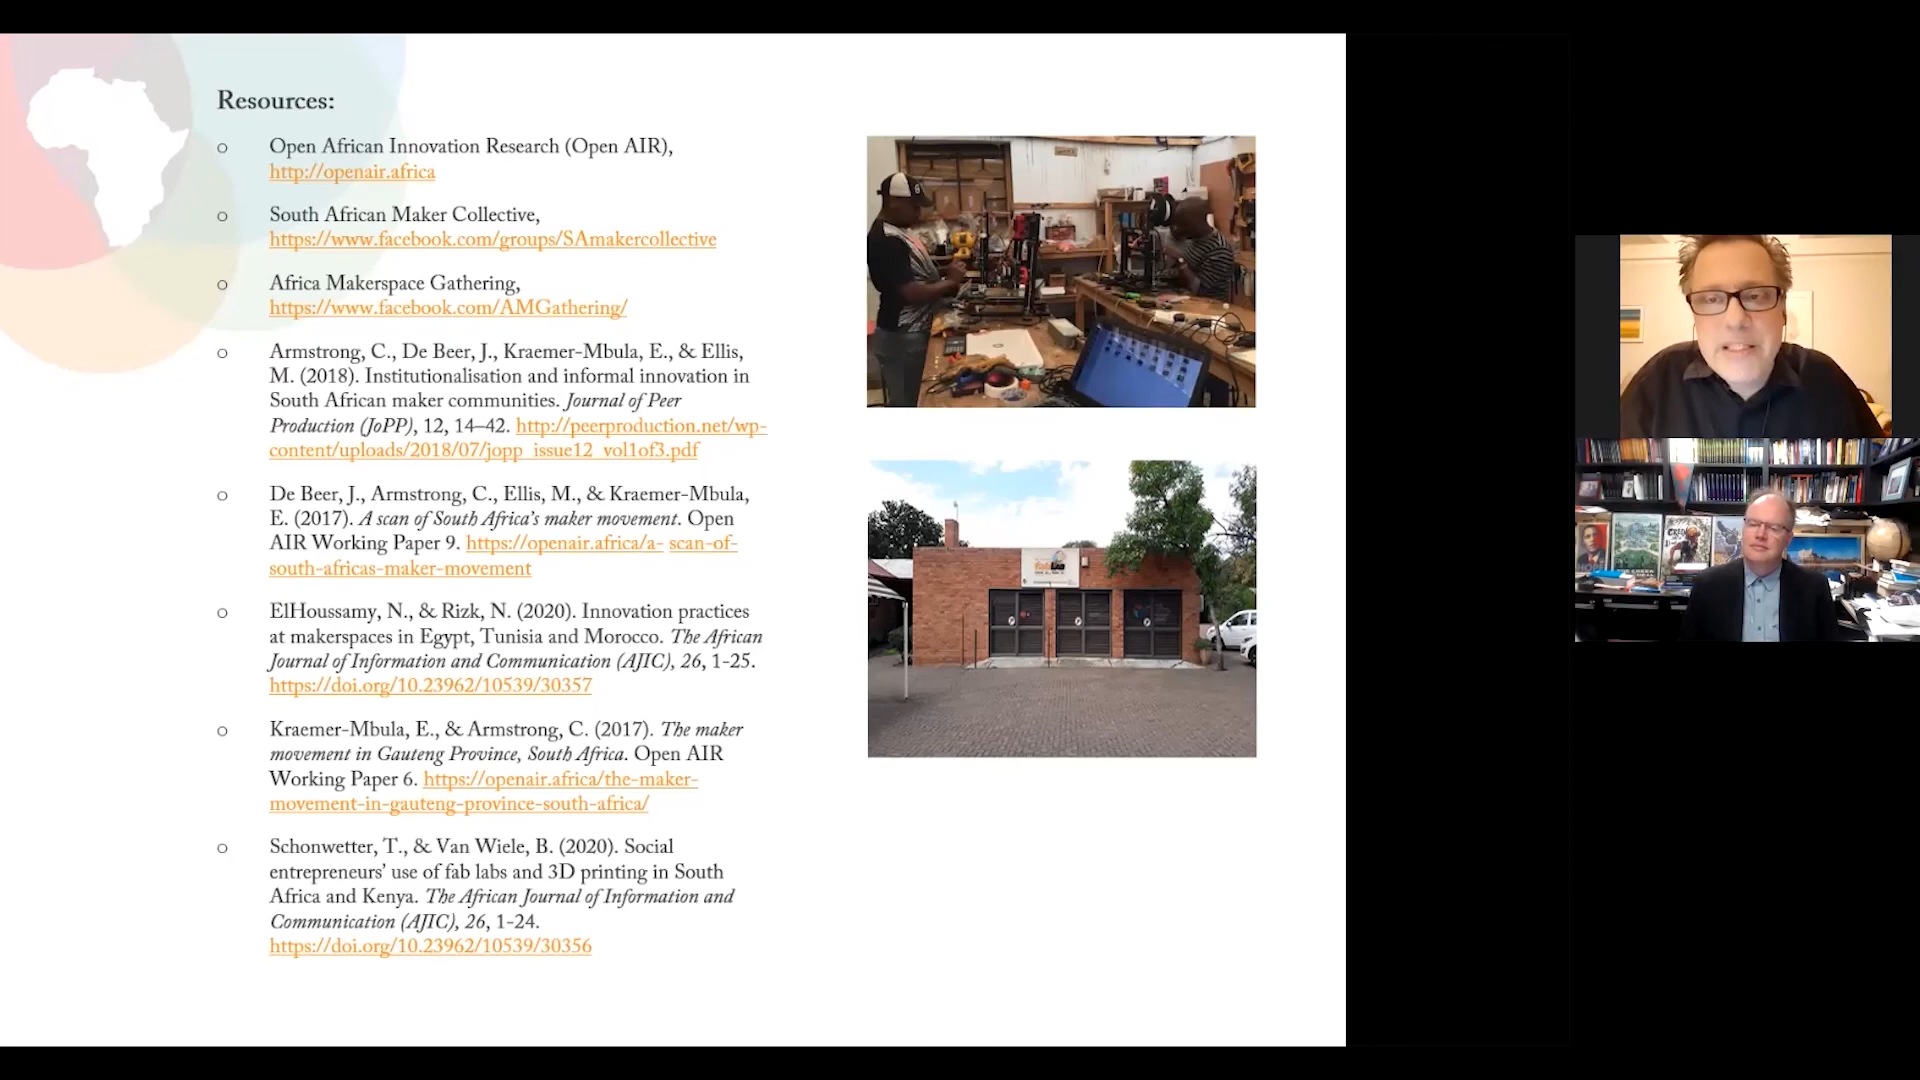 Resources:
o Open African Innovation Research (Open AIR),
http://openair.africa
o South African Maker Collective,
https://www.facebook.com/groups/SAmakercollective
o Africa Makerspace Gathering,
https://www.facebook.com/AMGathering/
o Armstrong, C., De Beer, J., Kraemer-Mbula, E., & Ellis,
M. (2018). Institutionalisation and informal innovation in
South African maker communities. Journal of Peer
Production (JoPP), 12, 14–42. http://peerproduction.net/wp-
content/uploads/2018/07/jopp_issue12_vol1of3.pdf
o De Beer, J., Armstrong, C., Ellis, M., & Kraemer-Mbula,
E. (2017). A scan of South Africa's maker movement. Open
AIR Working Paper 9. https://openair.africa/a- scan-of-
south-africas-maker-movement
o ElHoussamy, N., & Rizk, N. (2020). Innovation practices
at makerspaces in Egypt, Tunisia and Morocco. The African
Journal of Information and Communication (AJIC), 26, 1-25.
https://doi.org/10.23962/10539/30357
o Kraemer-Mbula, E., & Armstrong, C. (2017). The maker
movement in Gauteng Province, South Africa. Open AIR
Working Paper 6. https://openair.africa/the-maker-
movement-in-gauteng-province-south-africa/
o Schonwetter, T., & Van Wiele, B. (2020). Social
entrepreneurs' use of fab labs and 3D printing in South
Africa and Kenya. The African Journal of Information and
Communication (AJIC), 26, 1-24.
https://doi.org/10.23962/10539/30356